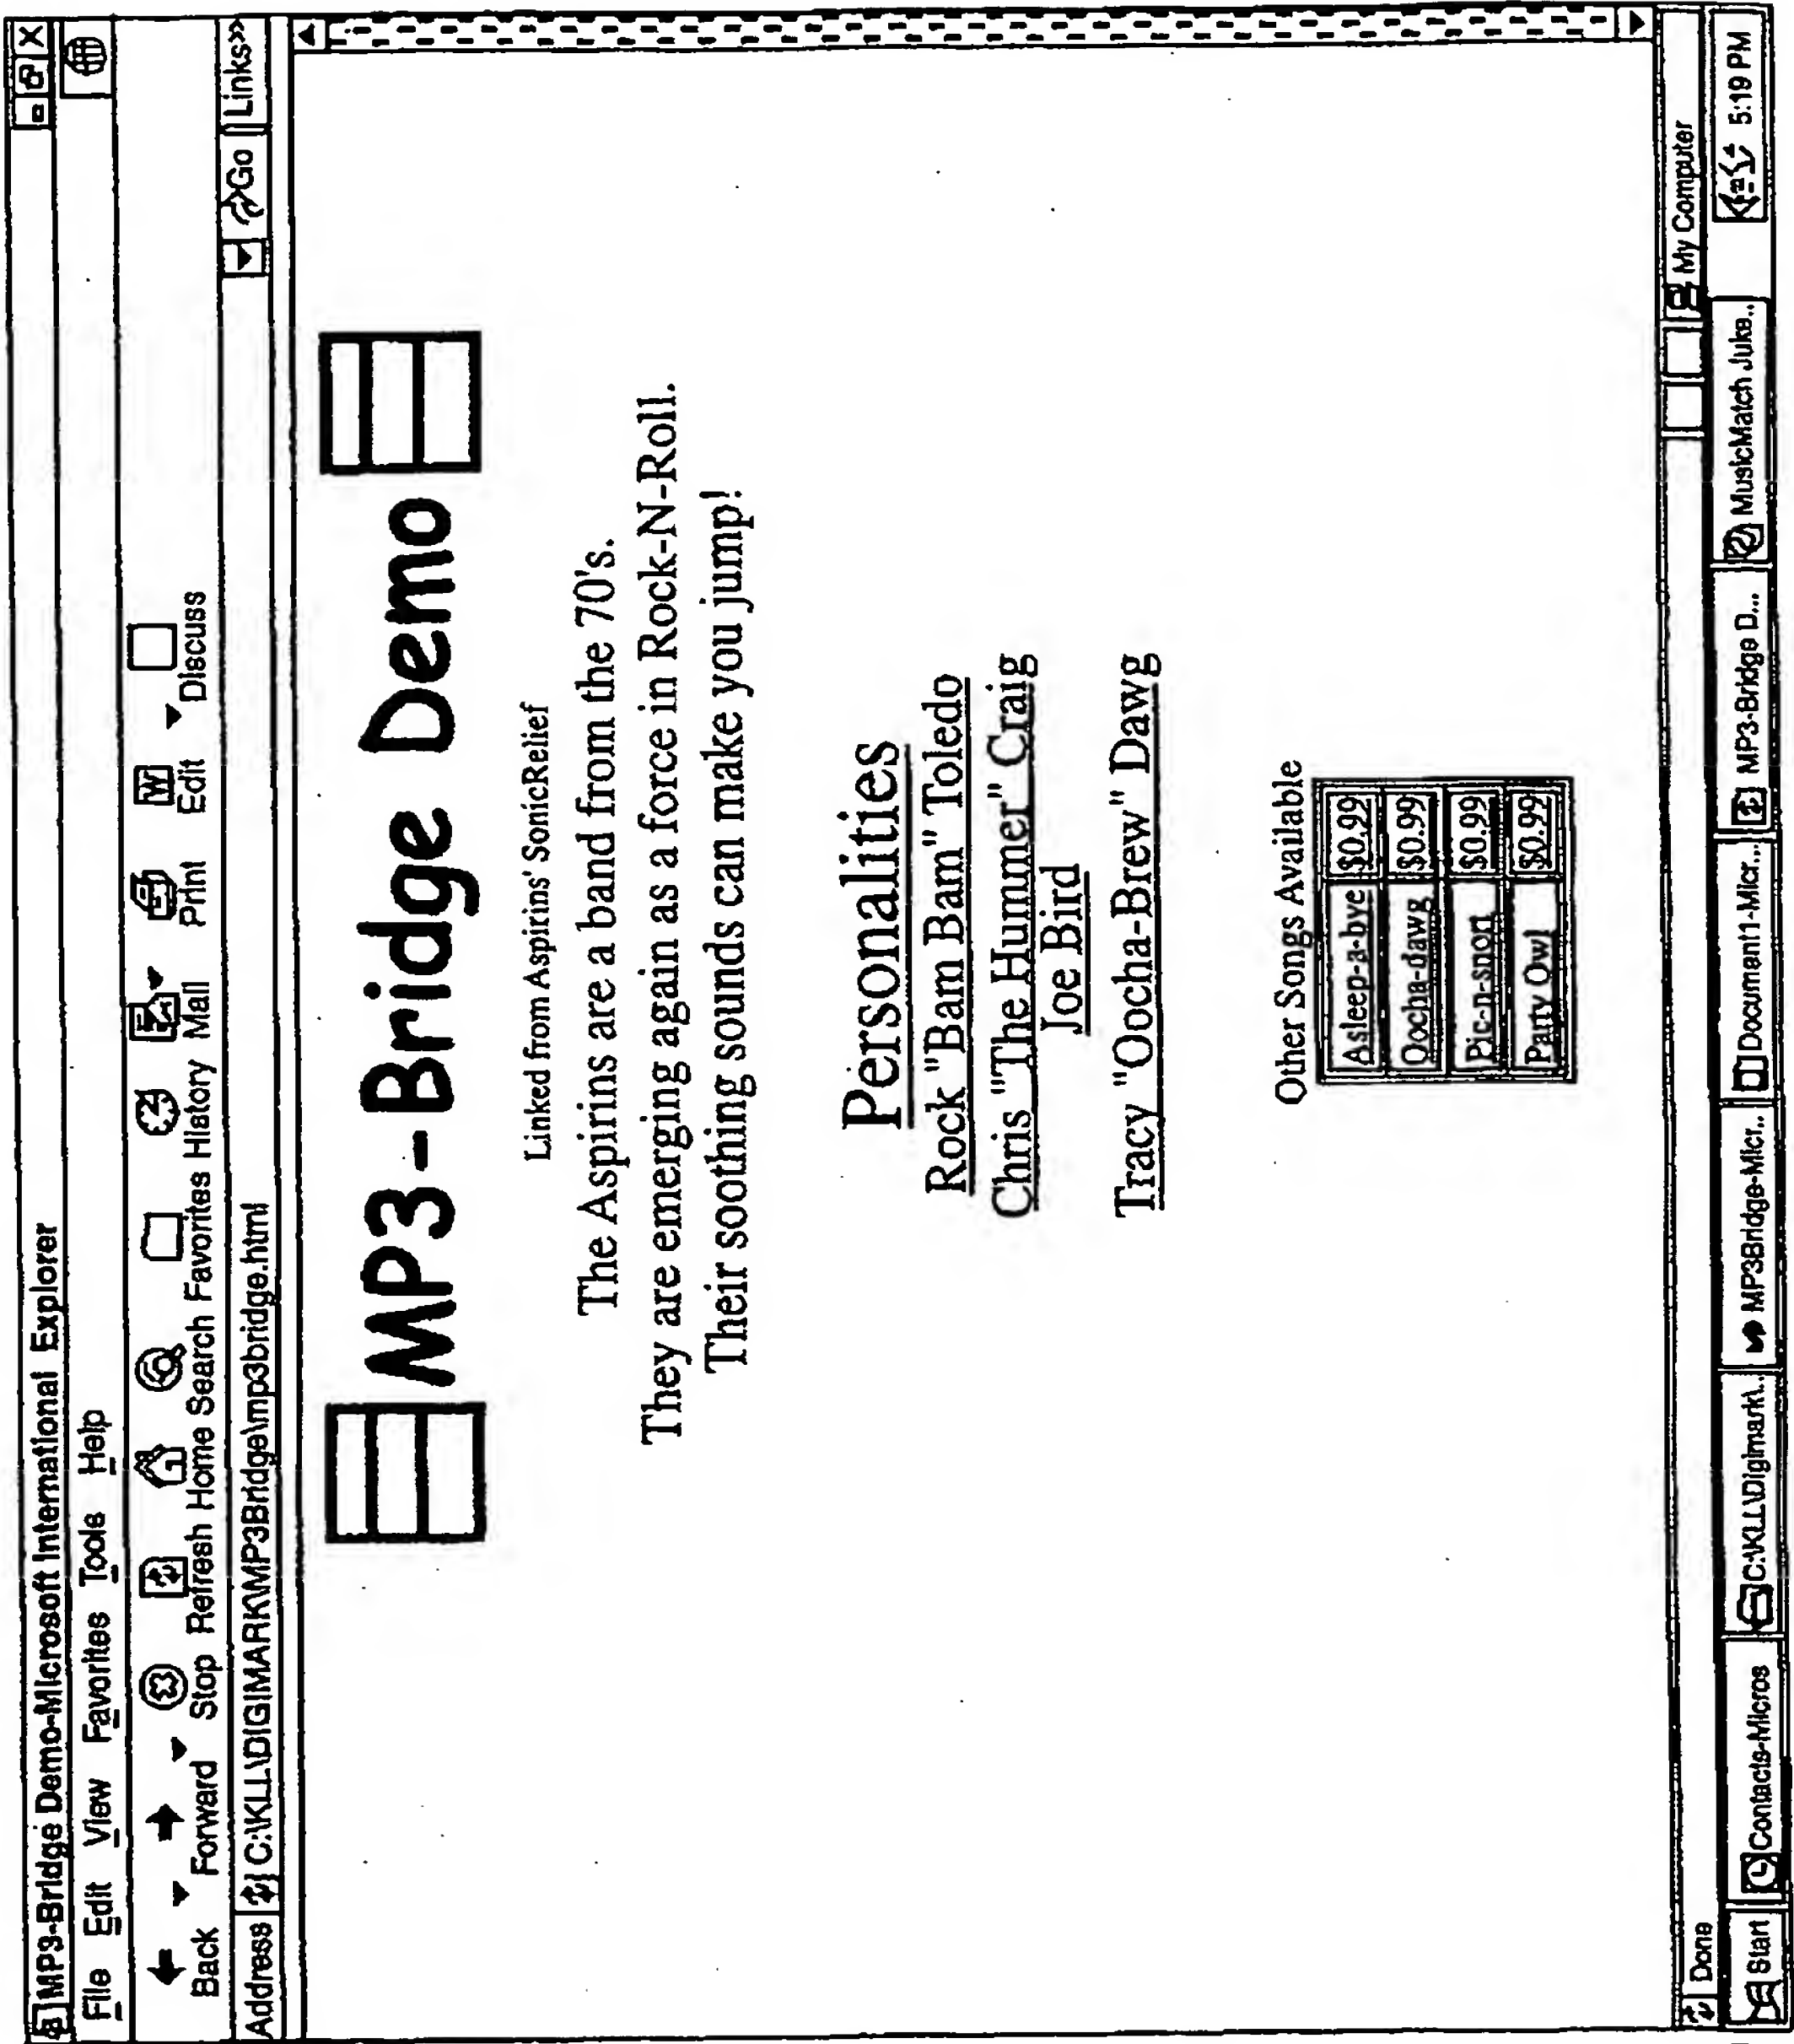 MP3-Bridge Demo-Microsoft International Explorer
File Edit View Favorites Tools Help
Back Forward Stop Refresh Home Search Favorites History Mail Print Edit Discuss
Address C:\KLL\DIGIMARK\MP3Bridge\mp3bridge.html Go Links>>
MP3-Bridge Demo
Linked from Aspirins' SonicRelief
The Aspirins are a band from the 70's.
They are emerging again as a force in Rock-N-Roll.
Their soothing sounds can make you jump!
Personalities
Rock "Bam Bam" Toledo
Chris "The Hummer" Craig
Joe Bird
Tracy "Oocha-Brew" Dawg
Other Songs Available
Asleep-a-bye $0.99
Oocha-dawg $0.99
Pic-n-snort $0.99
Party Owl $0.99
Done My Computer
Start Contacts-Micros C:\KLL\Digimark\.. MP3Bridge-Micr.. Document1-Micr... MP3-Bridge D... MusicMatch Juke.. 5:19 PM